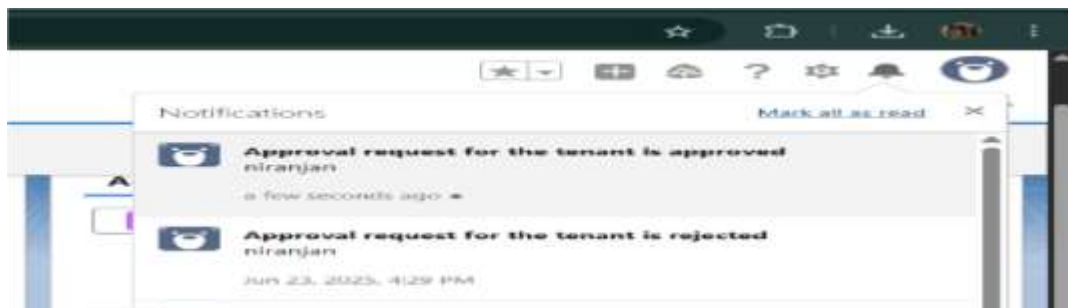 Notifications
Mark all as read
Approval request for the tenant is approved
niranjan
a few seconds ago
Approval request for the tenant is rejected
niranjan
Jun 23, 2025, 4:29 PM
A